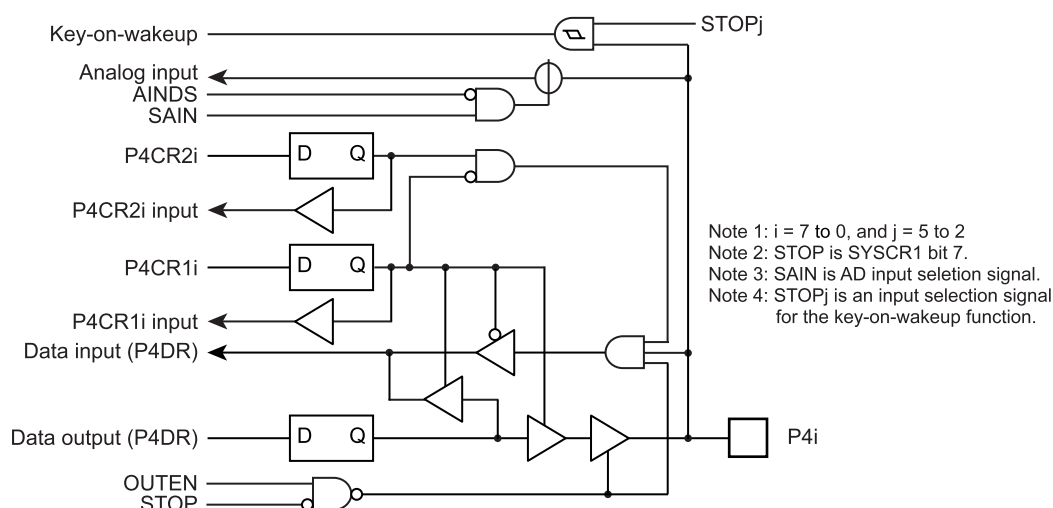 Key-on-wakeup
STOPj
Analog input
AINDS
SAIN
P4CR2i
D Q
P4CR2i input
P4CR1i
D Q
P4CR1i input
Data input (P4DR)
Data output (P4DR)
D Q
P4i
OUTEN
STOP
Note 1: i = 7 to 0, and j = 5 to 2
Note 2: STOP is SYSCR1 bit 7.
Note 3: SAIN is AD input seletion signal.
Note 4: STOPj is an input selection signal
for the key-on-wakeup function.